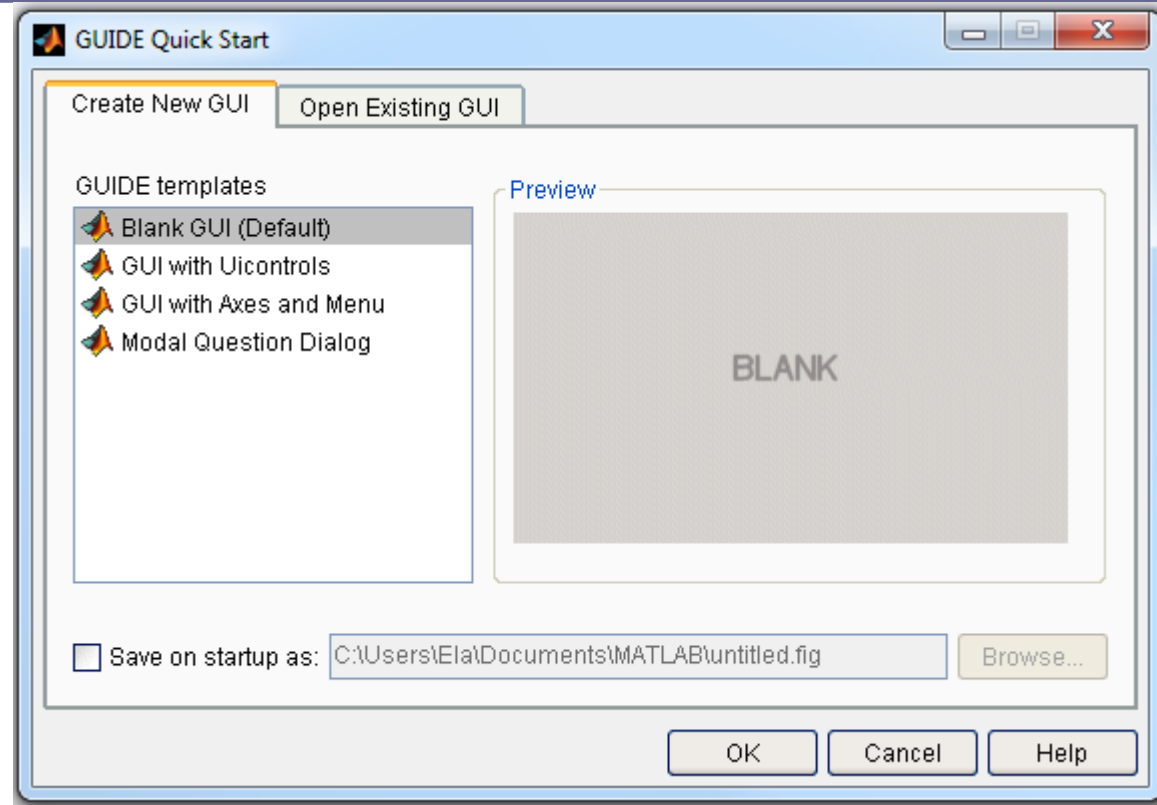 GUIDE Quick Start
Create New GUI
Open Existing GUI
GUIDE templates
Blank GUI (Default)
GUI with Uicontrols
GUI with Axes and Menu
Modal Question Dialog
Preview
BLANK
Save on startup as:
C:\Users\Ela\Documents\MATLAB\untitled.fig
Browse...
OK
Cancel
Help